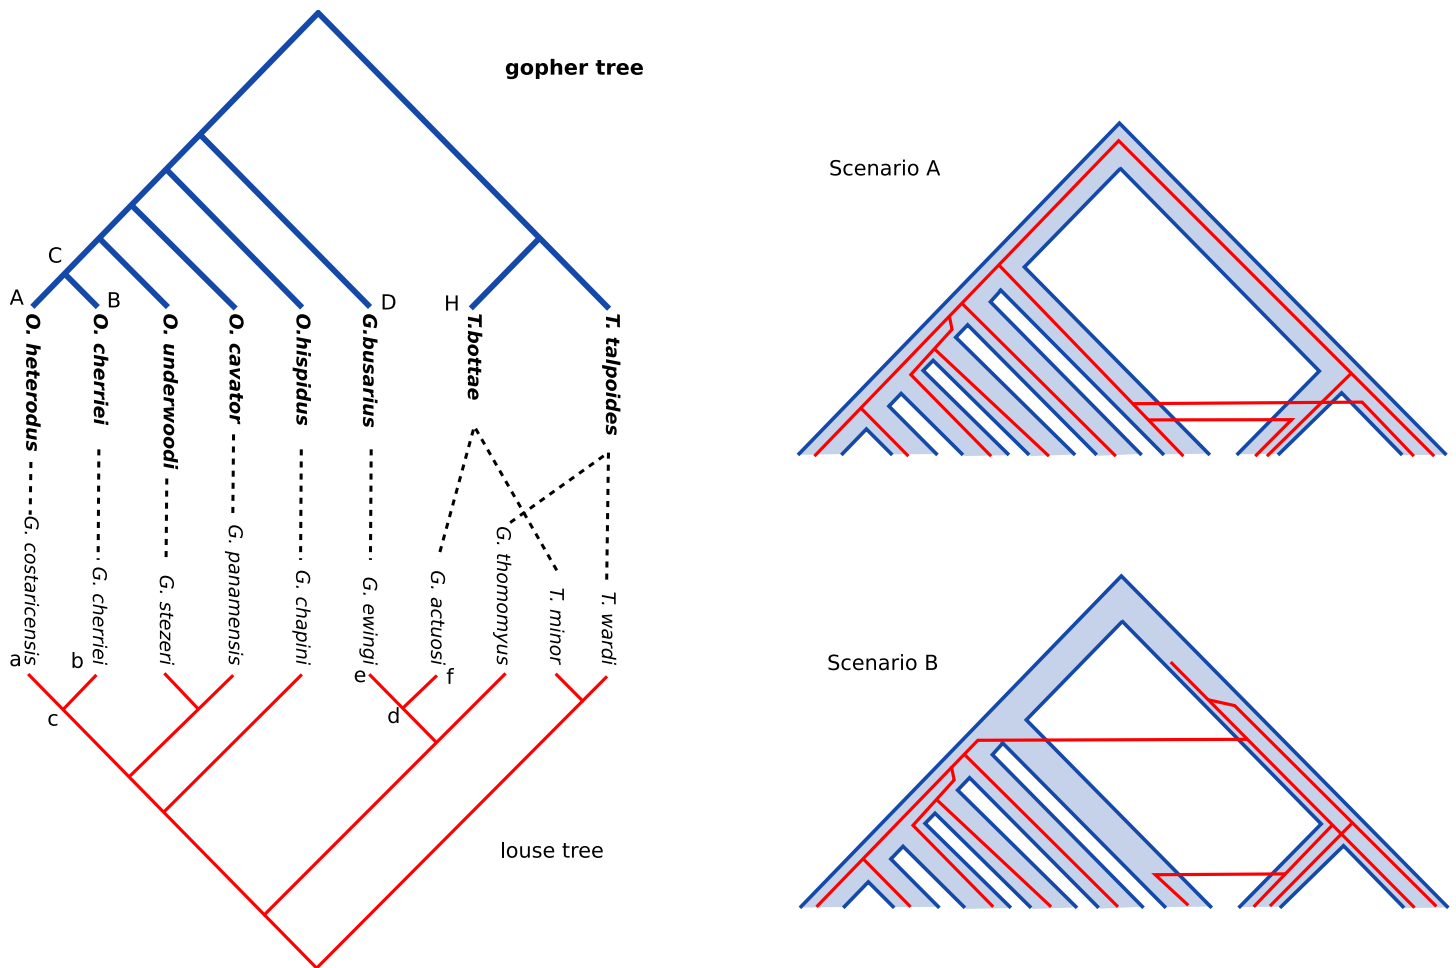 gopher tree
Scenario A
C
A
B
D
H
O. heterodus
O. cherriei
O. underwoodi
O. cavator
O.hispidus
G.busarius
T.bottae
T. talpoides
G. costaricensis
G. cherriei
G. stezeri
G. panamensis
G. chapini
G. ewingi
G. actuosi
G. thomomyus
T. minor
T. wardi
a
b
c
e
f
d
Scenario B
louse tree